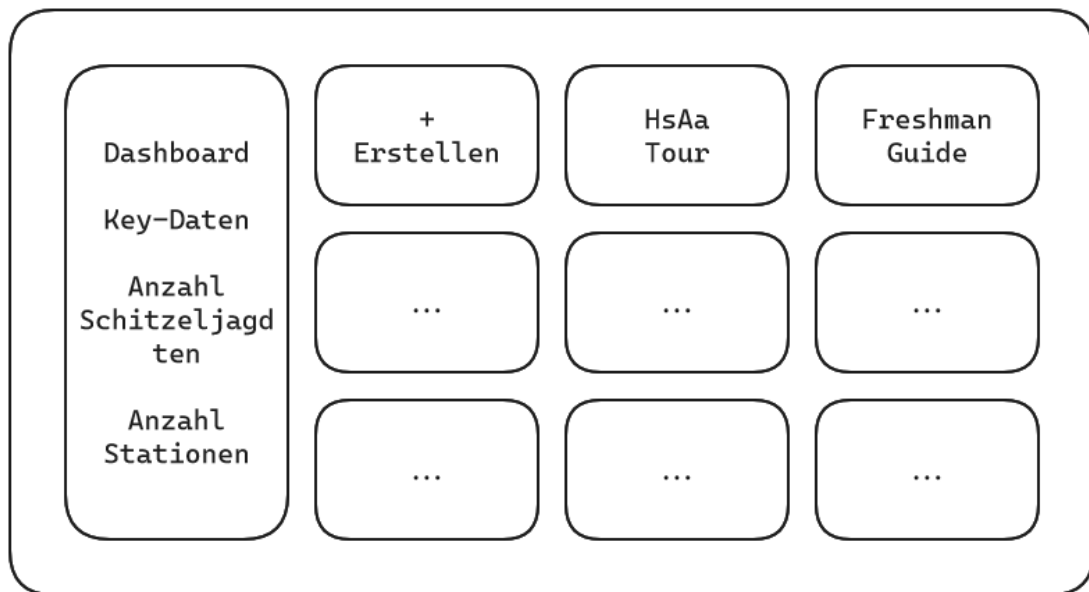 Dashboard
Key-Daten
Anzahl
Schitzeljagd
ten
Anzahl
Stationen
+
Erstellen
HsAa
Tour
Freshman
Guide
...
...
...
...
...
...